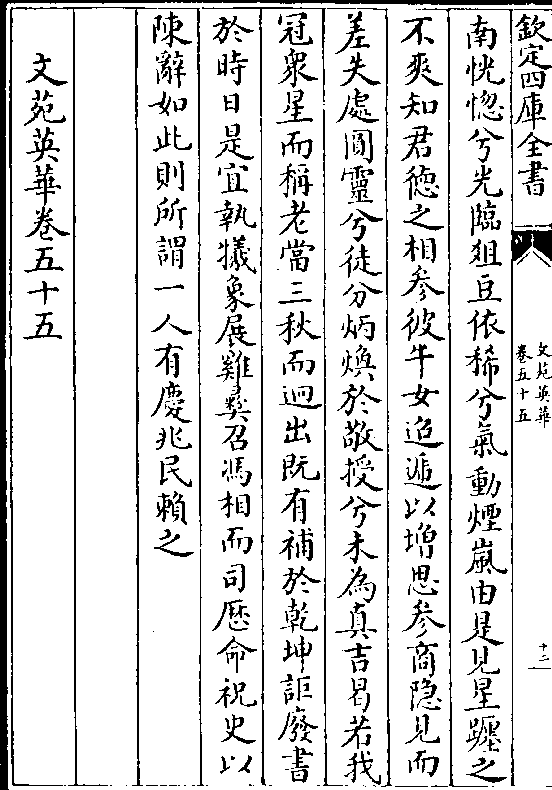 欽定四庫全書
文苑英華
卷五十五
十二
南恍惚兮光臨俎豆依稀兮氣動煙嵐由是見星躔之
不爽知君徳之相參彼牛女迢遞以增思參商隐見而
差失處圓靈兮徒分炳煥於敬授兮未為真吉曷若我
冠衆星而稱老當三秋而迥出既有補於乾坤詎廢書
於時日是宜執犧象展雞彝召馮相而司厯命祝史以
陳辭如此則所謂一人有慶兆民賴之
文苑英華卷五十五